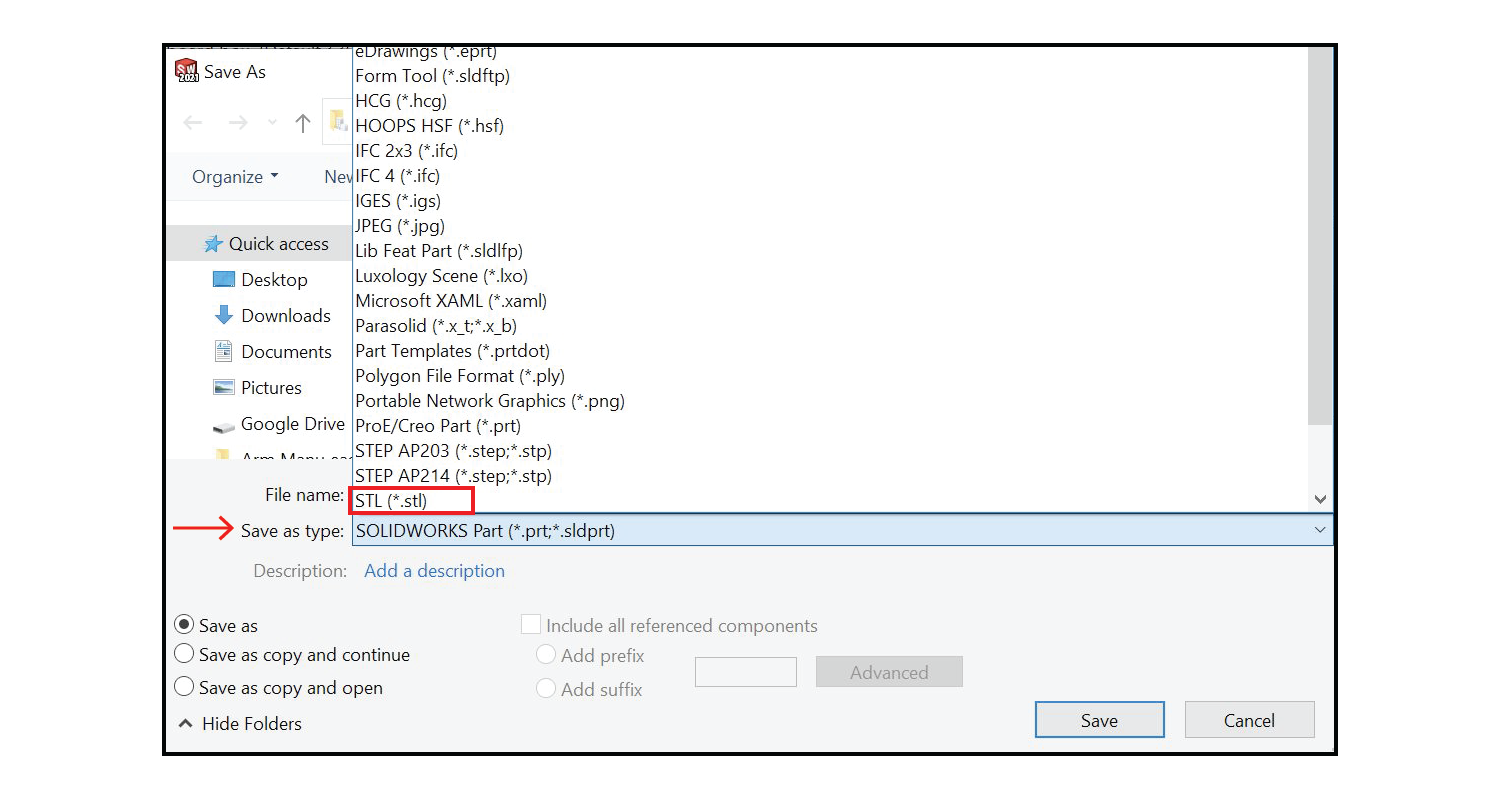 eDrawings (*.eprt)
SW
2021
Save As
Form Tool (*.sldftp)
HCG (*.hcg)
HOOPS HSF (*.hsf)
IFC 2x3 (*.ifc)
Organize
New
IFC 4 (*.ifc)
IGES (*.igs)
JPEG (*.jpg)
Quick access
Lib Feat Part (*.sldlfp)
Desktop
Luxology Scene (*.lxo)
Microsoft XAML (*.xaml)
Downloads
Parasolid (*.x_t;*.x_b)
Documents
Part Templates (*.prtdot)
Polygon File Format (*.ply)
Pictures
Portable Network Graphics (*.png)
Google Drive
ProE/Creo Part (*.prt)
STEP AP203 (*.step;*.stp)
STEP AP214 (*.step;*.stp)
File name:
STL (*.stl)
Save as type:
SOLIDWORKS Part (*.prt;*.sldprt)
Description:
Add a description
Save as
Include all referenced components
Save as copy and continue
Add prefix
Advanced
Save as copy and open
Add suffix
Hide Folders
Save
Cancel